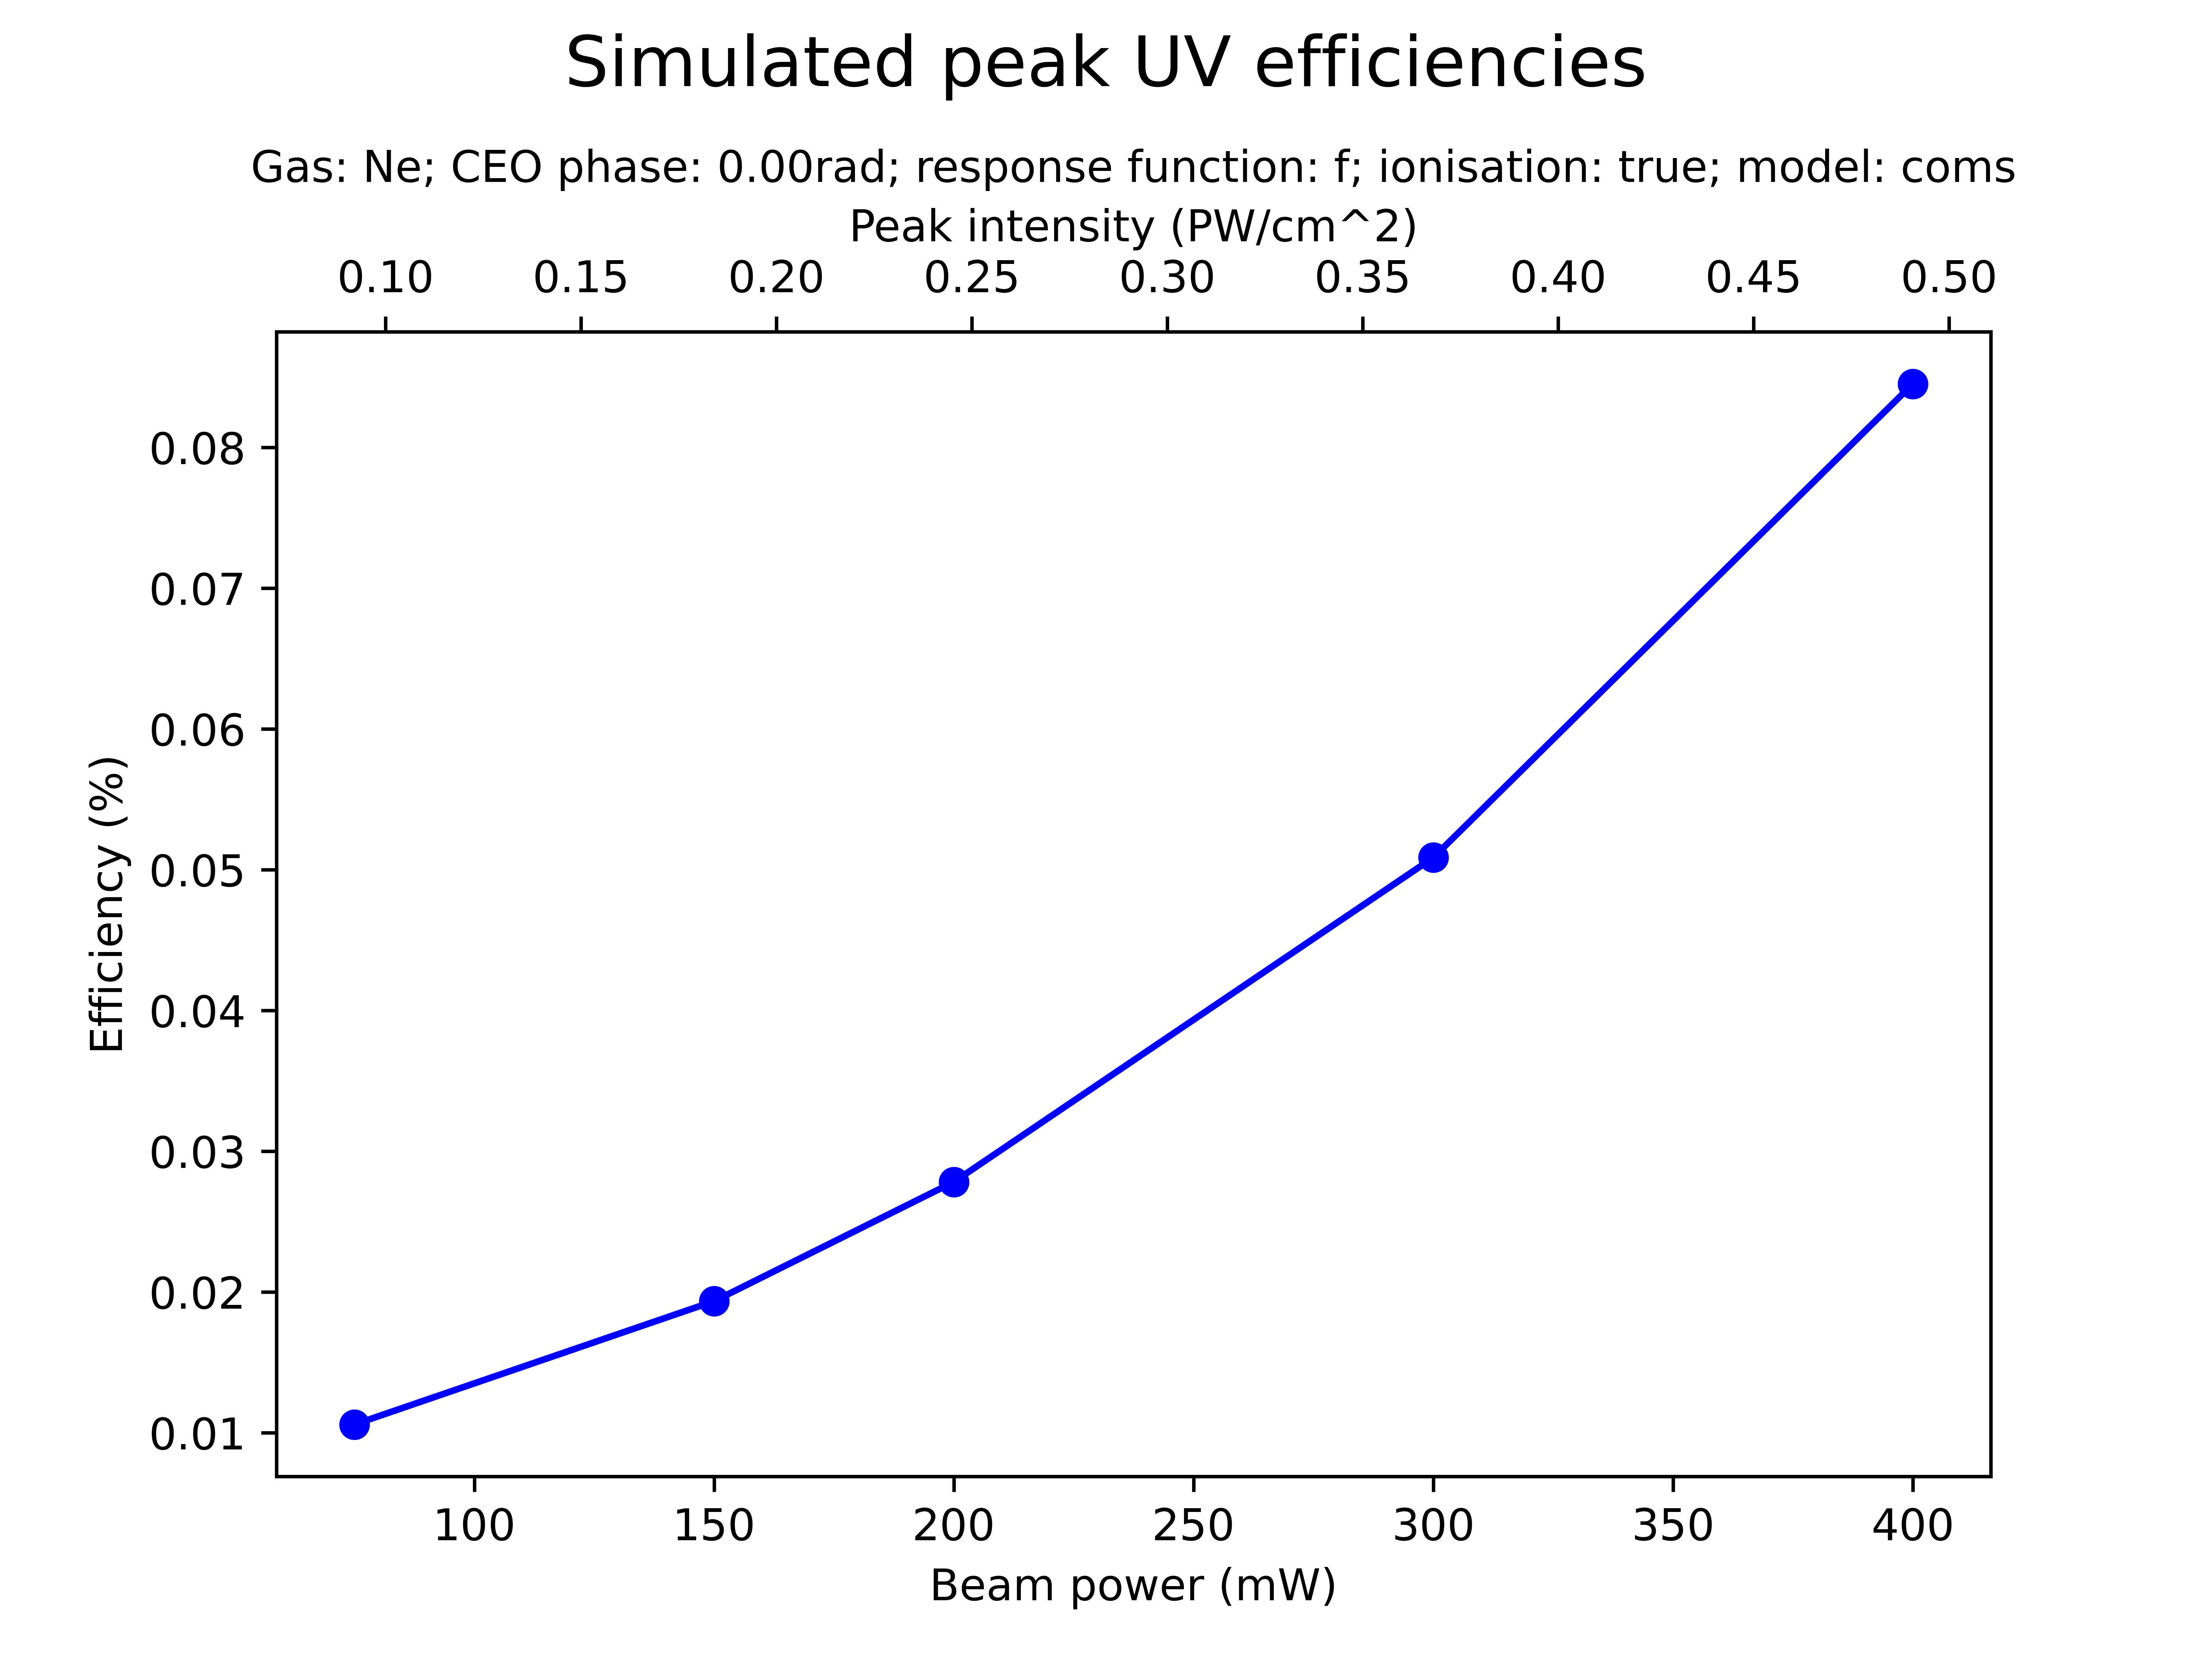 Simulated peak UV efficiencies
Gas: Ne; CEO phase: 0.00rad; response function: f; ionisation: true; model: coms
Peak intensity (PW/cm^2)
0.10 0.15 0.20 0.25 0.30 0.35 0.40 0.45 0.50
0.08
0.07
0.06
0.05
0.04
0.03
0.02
0.01
Efficiency (%)
100 150 200 250 300 350 400
Beam power (mW)